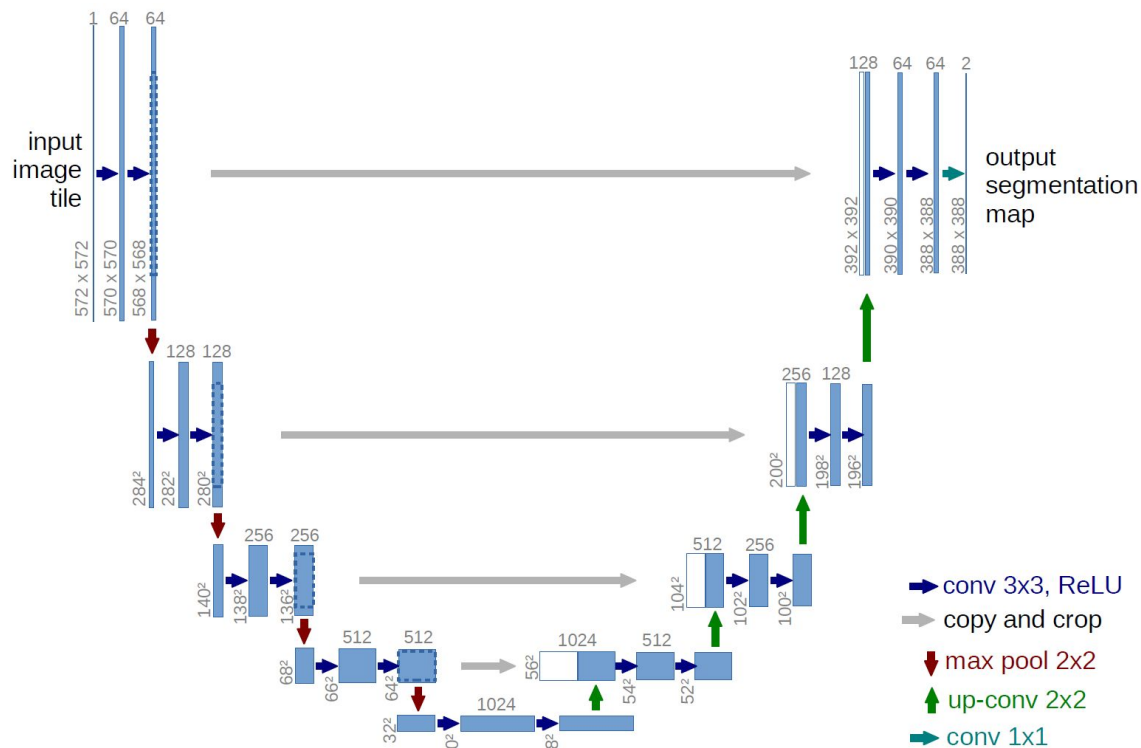 1 64 64
input
image
tile
572 x 572
570 x 570
568 x 568
128 64 64 2
output
segmentation
map
392 x 392
390 x 390
388 x 388
388 x 388
128 128
284²
282²
280²
256 128
200²
198²
196²
256 256
140²
138²
136²
512 256
104²
102²
100²
512 512
68²
66²
64²
1024 512
56²
54²
52²
1024
32²
conv 3x3, ReLU
copy and crop
max pool 2x2
up-conv 2x2
conv 1x1